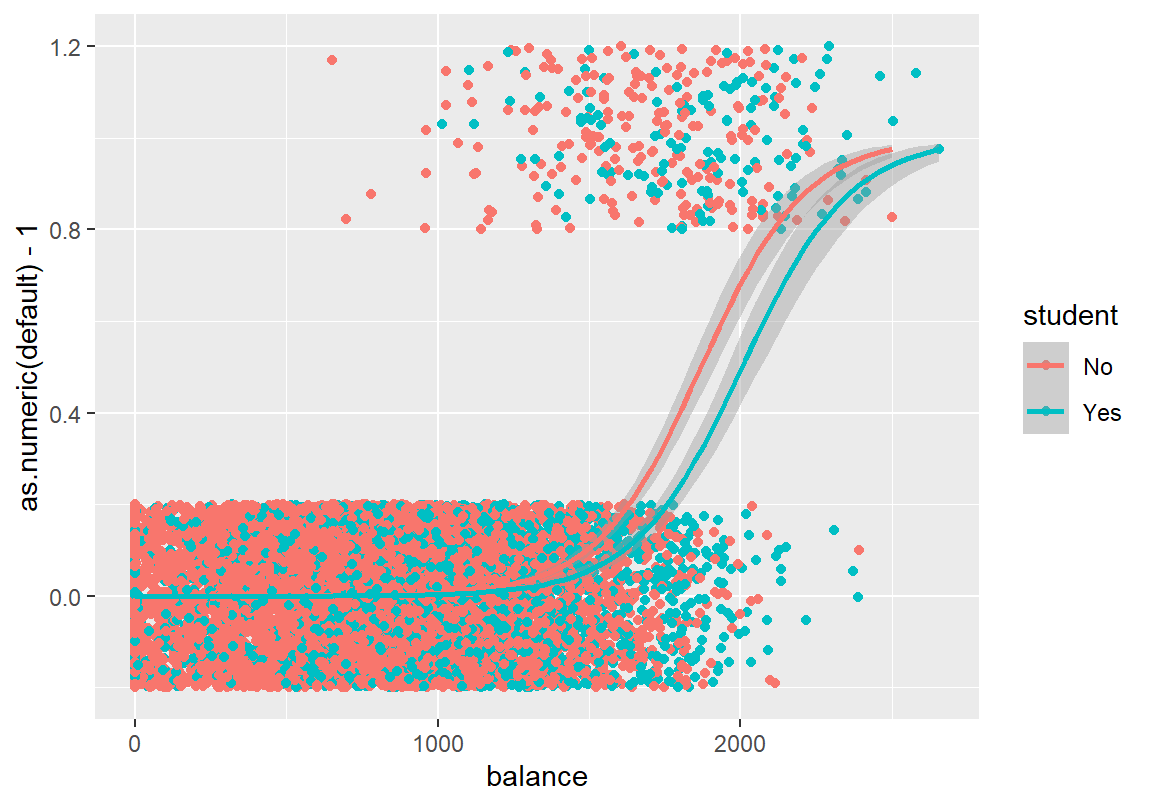 1.2
0.8
0.4
0.0
as.numeric(default) - 1
0
1000
2000
balance
student
No
Yes